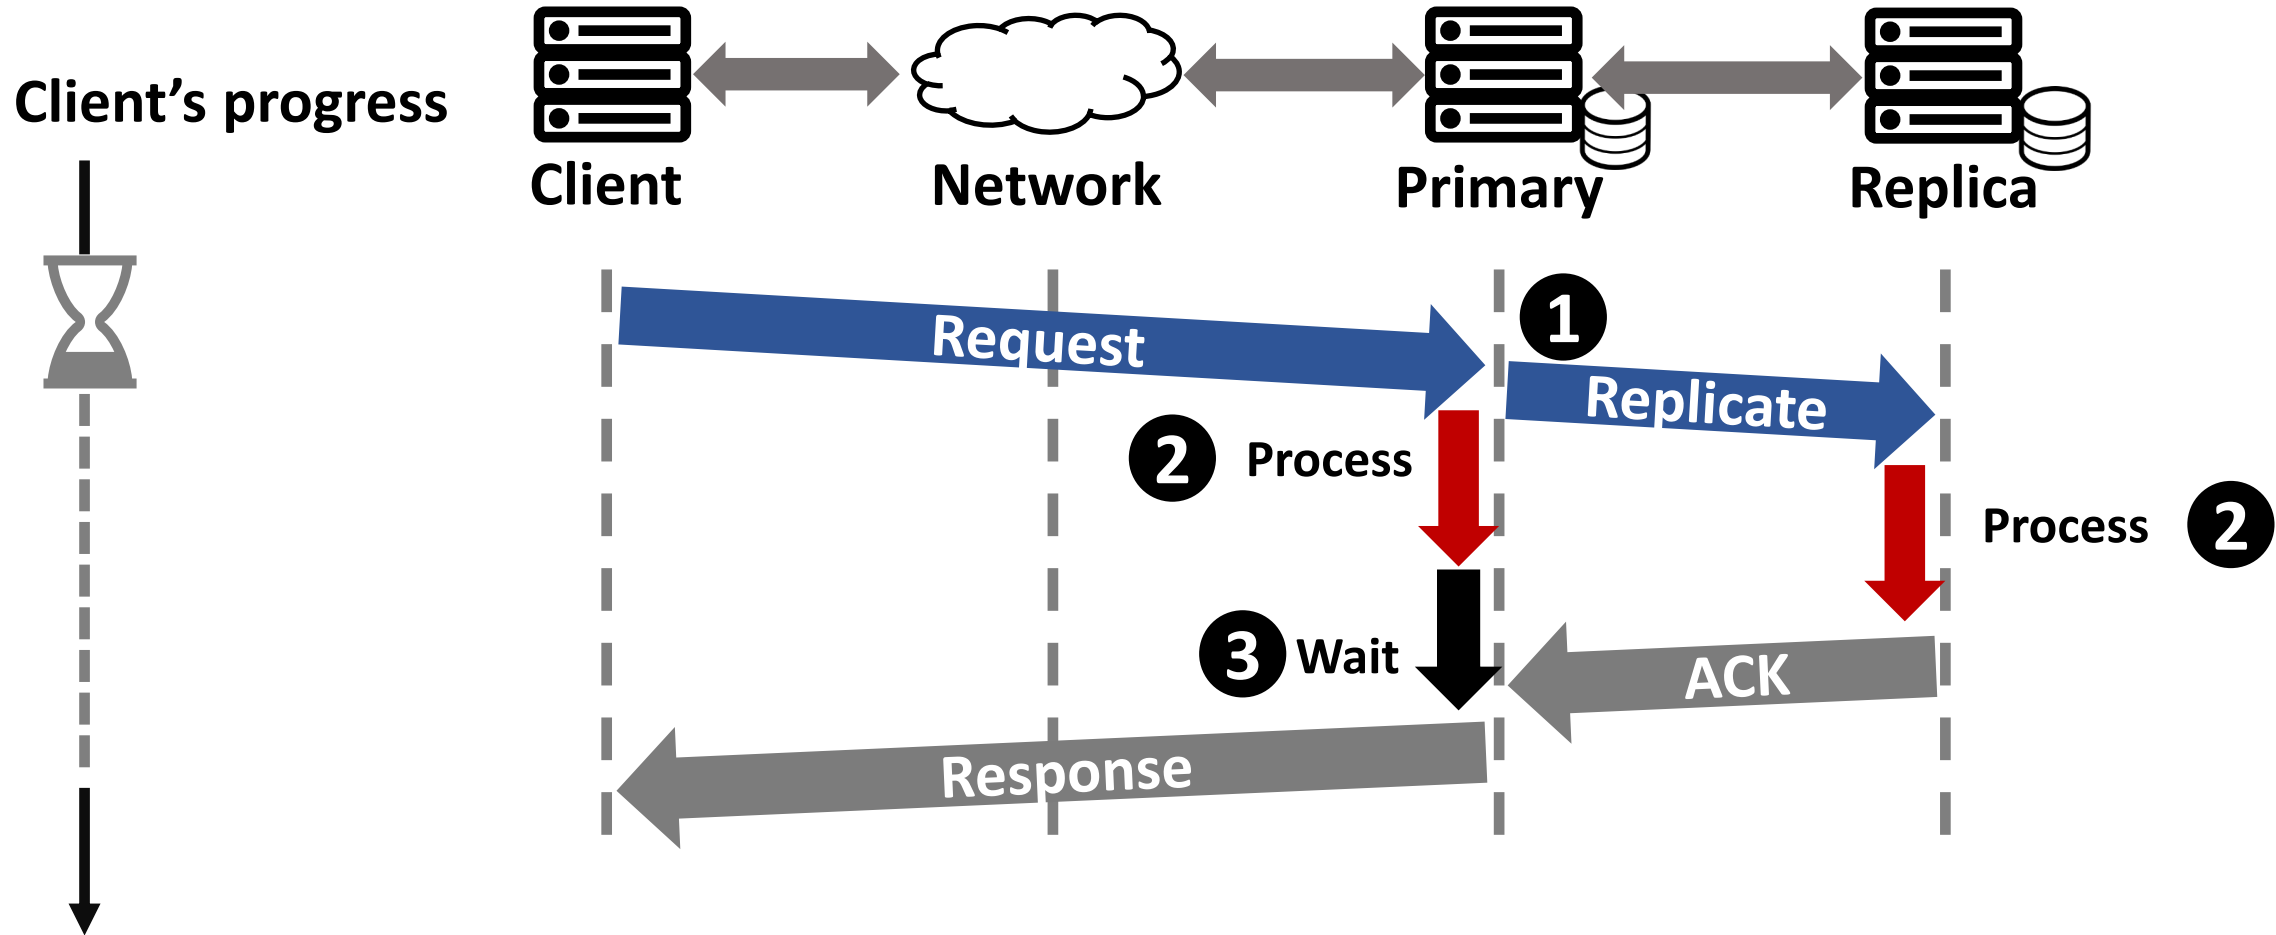 Client’s progress
Client
Network
Primary
Replica
Request
1
Replicate
2 Process
Process 2
3 Wait
ACK
Response